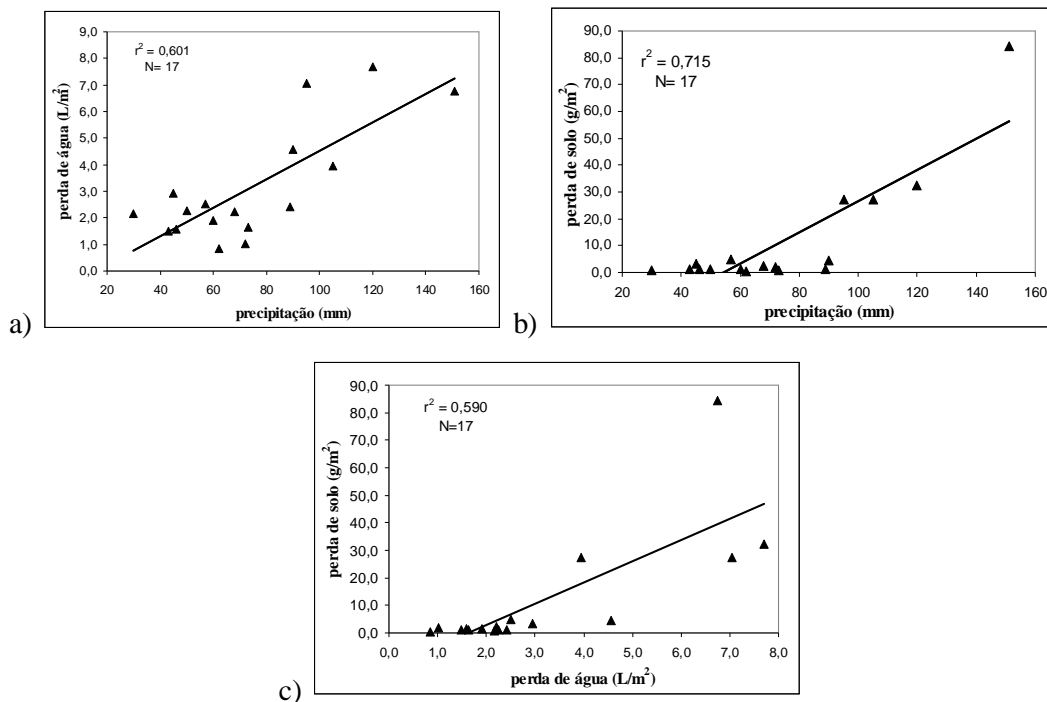 r² = 0,601
N= 17
perda de água (L/m²)
9,0
8,0
7,0
6,0
5,0
4,0
3,0
2,0
1,0
0,0
20 40 60 80 100 120 140 160
precipitação (mm)
a)
r² = 0,715
N= 17
perda de solo (g/m²)
90,0
80,0
70,0
60,0
50,0
40,0
30,0
20,0
10,0
0,0
20 40 60 80 100 120 140 160
precipitação (mm)
b)
r² = 0,590
N=17
perda de solo (g/m²)
90,0
80,0
70,0
60,0
50,0
40,0
30,0
20,0
10,0
0,0
0,0 1,0 2,0 3,0 4,0 5,0 6,0 7,0 8,0
perda de água (L/m²)
c)